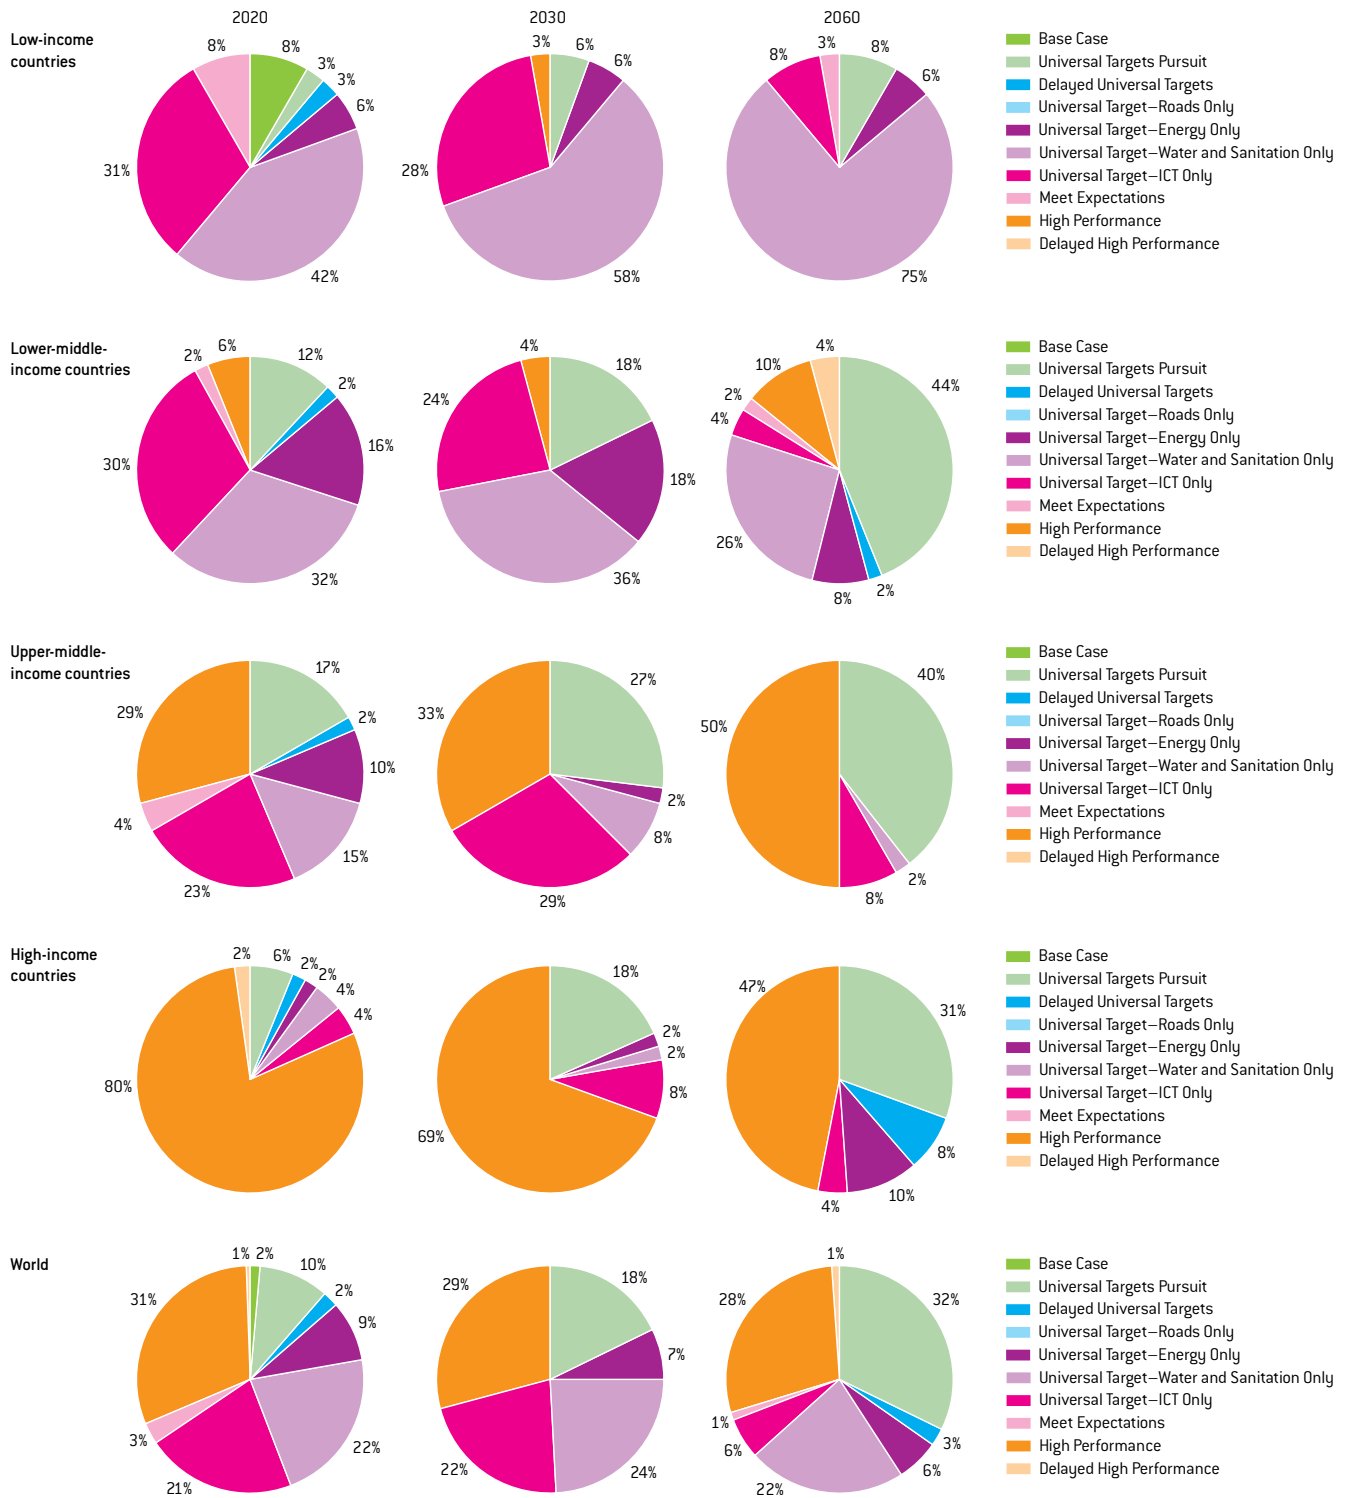 2020
2030
2060
Low-income
countries
8%
8%
3%
3%
6%
42%
31%
3%
6%
6%
58%
28%
8%
3%
8%
6%
75%
Base Case
Universal Targets Pursuit
Delayed Universal Targets
Universal Target–Roads Only
Universal Target–Energy Only
Universal Target–Water and Sanitation Only
Universal Target–ICT Only
Meet Expectations
High Performance
Delayed High Performance
Lower-middle-
income countries
2%
6%
12%
2%
16%
32%
30%
4%
18%
18%
36%
24%
4%
10%
2%
4%
26%
8%
2%
44%
Base Case
Universal Targets Pursuit
Delayed Universal Targets
Universal Target–Roads Only
Universal Target–Energy Only
Universal Target–Water and Sanitation Only
Universal Target–ICT Only
Meet Expectations
High Performance
Delayed High Performance
Upper-middle-
income countries
17%
2%
10%
15%
23%
4%
29%
27%
2%
8%
29%
33%
40%
2%
8%
50%
Base Case
Universal Targets Pursuit
Delayed Universal Targets
Universal Target–Roads Only
Universal Target–Energy Only
Universal Target–Water and Sanitation Only
Universal Target–ICT Only
Meet Expectations
High Performance
Delayed High Performance
High-income
countries
2%
6%
2%
2%
4%
4%
80%
18%
2%
2%
8%
69%
47%
31%
8%
10%
4%
Base Case
Universal Targets Pursuit
Delayed Universal Targets
Universal Target–Roads Only
Universal Target–Energy Only
Universal Target–Water and Sanitation Only
Universal Target–ICT Only
Meet Expectations
High Performance
Delayed High Performance
World
1%
2%
10%
2%
9%
22%
21%
3%
31%
18%
7%
24%
22%
29%
1%
32%
3%
6%
22%
6%
1%
28%
Base Case
Universal Targets Pursuit
Delayed Universal Targets
Universal Target–Roads Only
Universal Target–Energy Only
Universal Target–Water and Sanitation Only
Universal Target–ICT Only
Meet Expectations
High Performance
Delayed High Performance